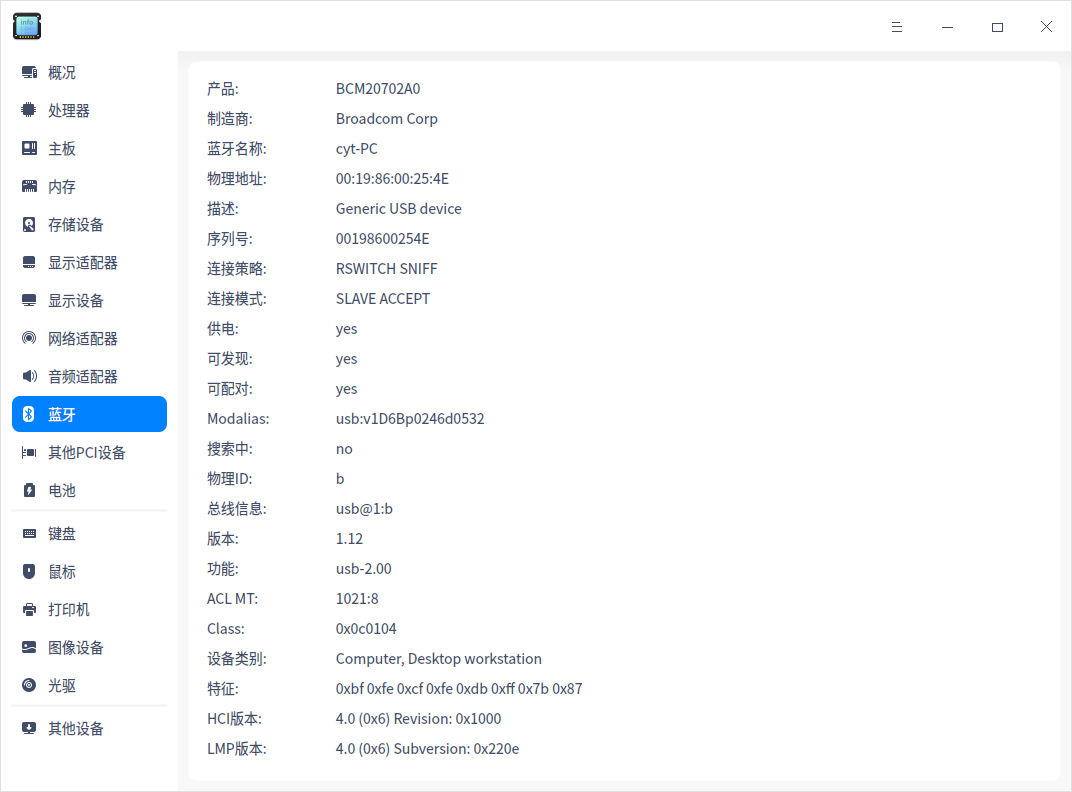 info
概况
处理器
主板
内存
存储设备
显示适配器
显示设备
网络适配器
音频适配器
蓝牙
其他PCI设备
电池
键盘
鼠标
打印机
图像设备
光驱
其他设备
产品: BCM20702A0
制造商: Broadcom Corp
蓝牙名称: cyt-PC
物理地址: 00:19:86:00:25:4E
描述: Generic USB device
序列号: 00198600254E
连接策略: RSWITCH SNIFF
连接模式: SLAVE ACCEPT
供电: yes
可发现: yes
可配对: yes
Modalias: usb:v1D6Bp0246d0532
搜索中: no
物理ID: b
总线信息: usb@1:b
版本: 1.12
功能: usb-2.00
ACL MT: 1021:8
Class: 0x0c0104
设备类别: Computer, Desktop workstation
特征: 0xbf 0xfe 0xcf 0xfe 0xdb 0xff 0x7b 0x87
HCI版本: 4.0 (0x6) Revision: 0x1000
LMP版本: 4.0 (0x6) Subversion: 0x220e